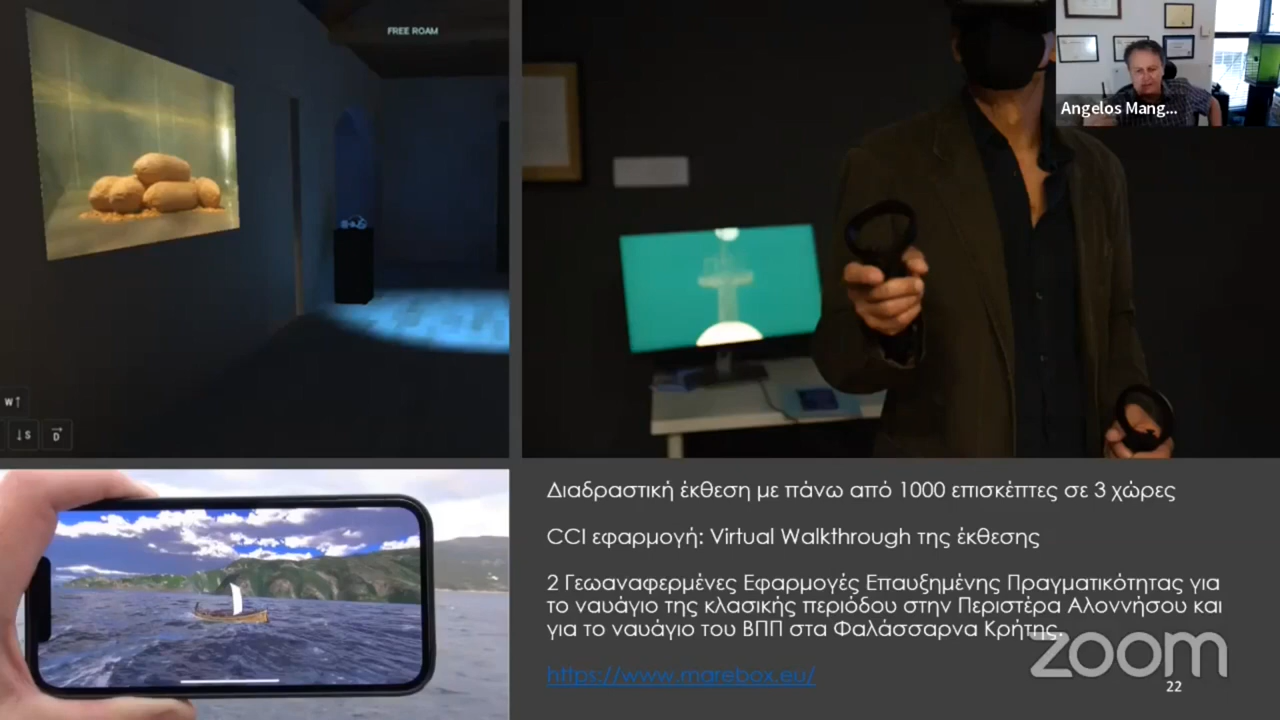 FREE ROAM
Angelos Mang...
W↑
↓S
D
Διαδραστική έκθεση με πάνω από 1000 επισκέπτες σε 3 χώρες
CCI εφαρμογή: Virtual Walkthrough της έκθεσης
2 Γεωαναφερμένες Εφαρμογές Επαυξημένης Πραγματικότητας για
το ναυάγιο της κλασικής περιόδου στην Περιστέρα Αλοννήσου και
για το ναυάγιο του ΒΠΠ στα Φαλάσσαρνα Κρήτης.
https://www.marebox.eu/
zoom
22